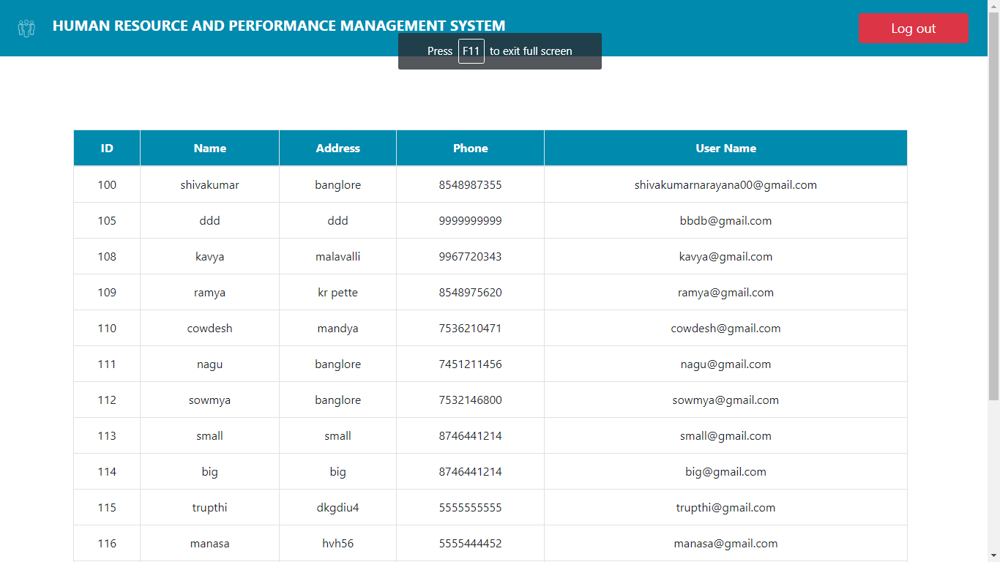 HUMAN RESOURCE AND PERFORMANCE MANAGEMENT SYSTEM
Log out
Press F11 to exit full screen
ID Name Address Phone User Name
100 shivakumar banglore 8548987355 shivakumarnarayana00@gmail.com
105 ddd ddd 9999999999 bbdb@gmail.com
108 kavya malavalli 9967720343 kavya@gmail.com
109 ramya kr pette 8548975620 ramya@gmail.com
110 cowdesh mandya 7536210471 cowdesh@gmail.com
111 nagu banglore 7451211456 nagu@gmail.com
112 sowmya banglore 7532146800 sowmya@gmail.com
113 small small 8746441214 small@gmail.com
114 big big 8746441214 big@gmail.com
115 trupthi dkgdiu4 5555555555 trupthi@gmail.com
116 manasa hvh56 5555444452 manasa@gmail.com